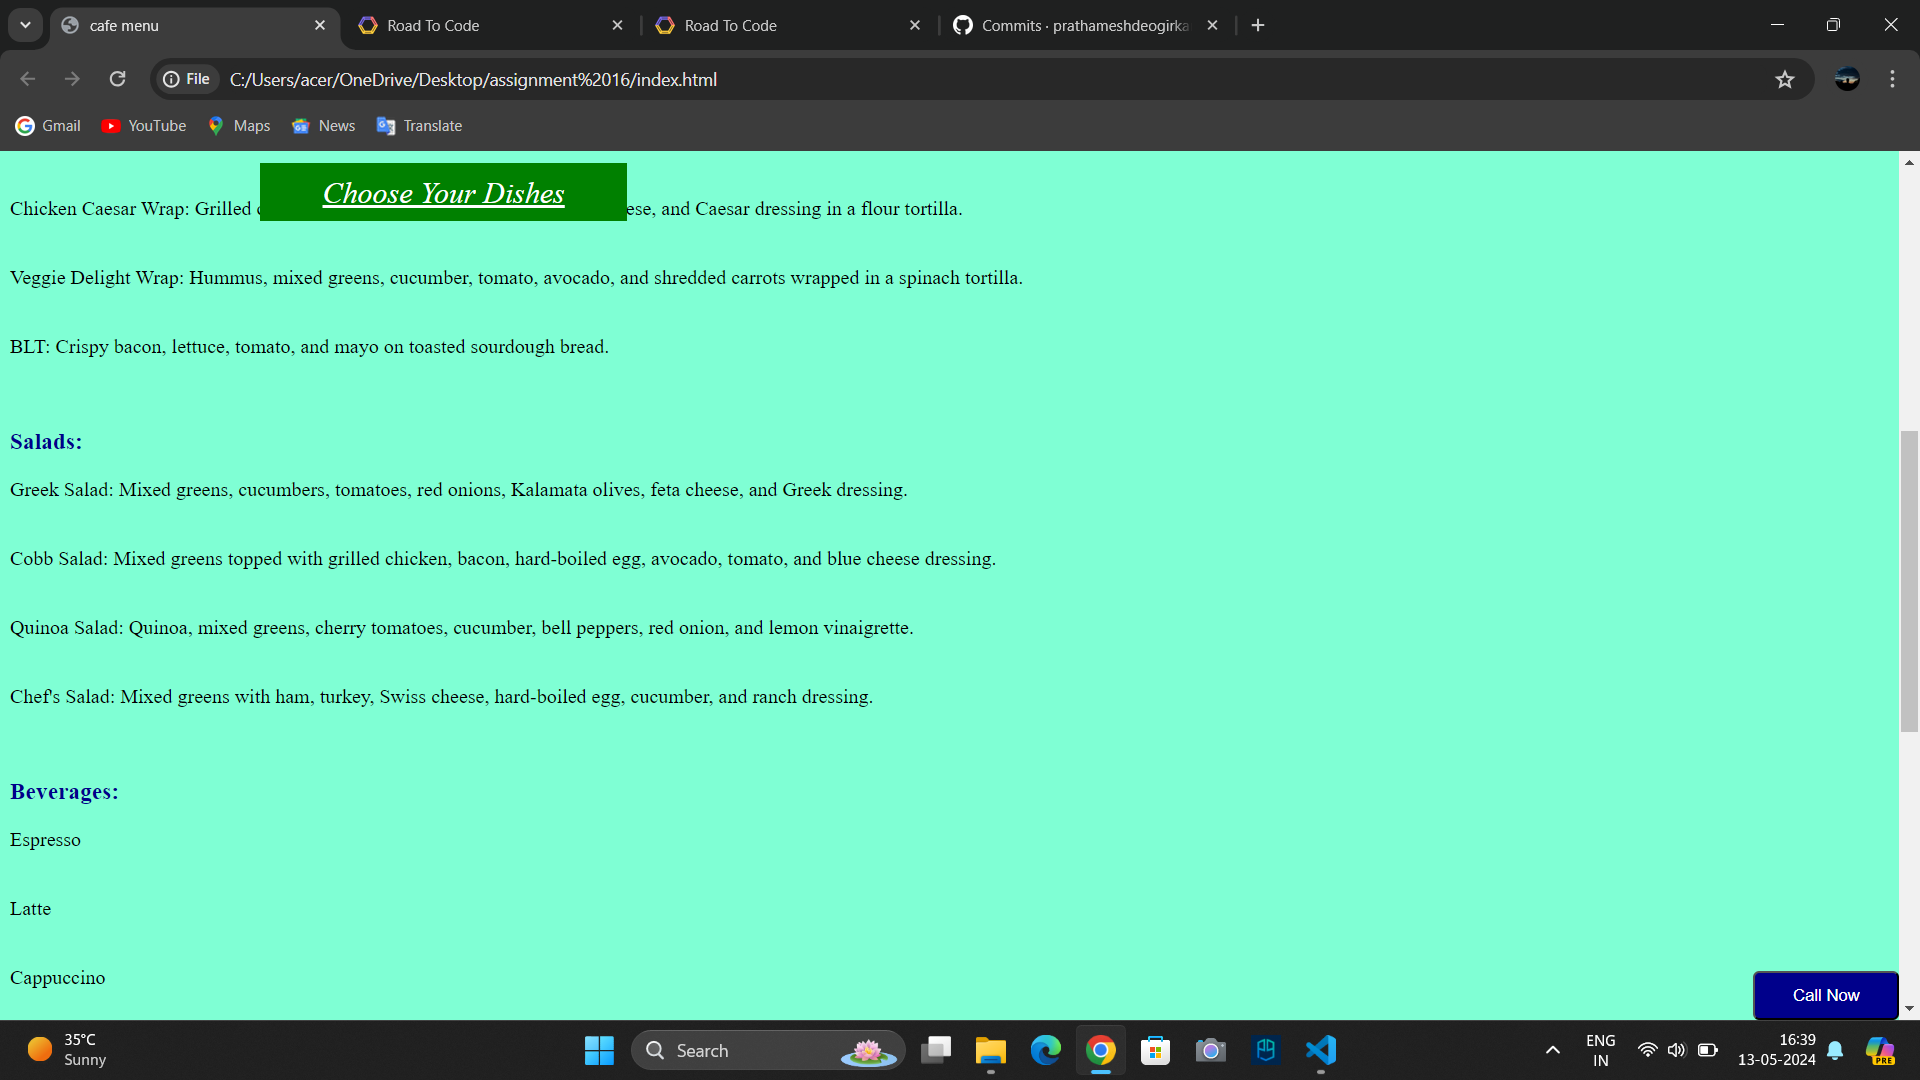 cafe menu
Road To Code
Road To Code
Commits · prathameshdeogirka
File
C:/Users/acer/OneDrive/Desktop/assignment%2016/index.html
Gmail
YouTube
Maps
News
Translate
Choose Your Dishes
Chicken Caesar Wrap: Grilled ese, and Caesar dressing in a flour tortilla.
Veggie Delight Wrap: Hummus, mixed greens, cucumber, tomato, avocado, and shredded carrots wrapped in a spinach tortilla.
BLT: Crispy bacon, lettuce, tomato, and mayo on toasted sourdough bread.
Salads:
Greek Salad: Mixed greens, cucumbers, tomatoes, red onions, Kalamata olives, feta cheese, and Greek dressing.
Cobb Salad: Mixed greens topped with grilled chicken, bacon, hard-boiled egg, avocado, tomato, and blue cheese dressing.
Quinoa Salad: Quinoa, mixed greens, cherry tomatoes, cucumber, bell peppers, red onion, and lemon vinaigrette.
Chef's Salad: Mixed greens with ham, turkey, Swiss cheese, hard-boiled egg, cucumber, and ranch dressing.
Beverages:
Espresso
Latte
Cappuccino
Call Now
35°C
Sunny
Search
ENG
IN
16:39
13-05-2024
PRE